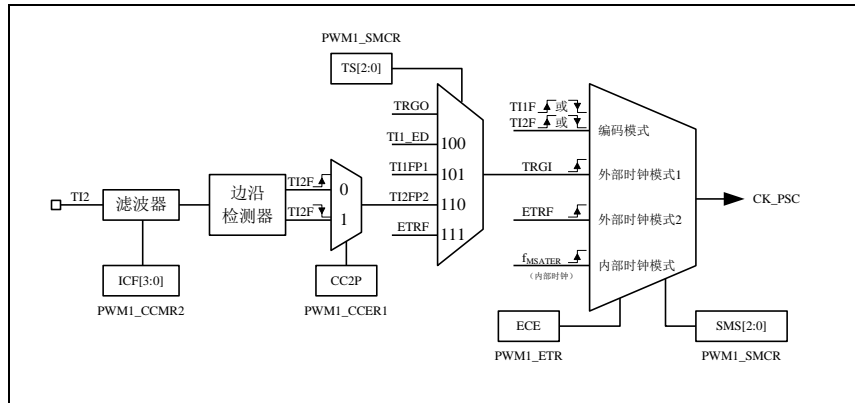 PWM1_SMCR
TS[2:0]
TRGO
TI1_ED
100
TI1FP1
101
TI2FP2
110
ETRF
111
TI2
滤波器
边沿
检测器
TI2F
0
TI2F
1
ICF[3:0]
PWM1_CCMR2
CC2P
PWM1_CCER1
TI1F 或
TI2F 或
编码模式
TRGI
外部时钟模式1
ETRF
外部时钟模式2
fMSATER
(内部时钟)
内部时钟模式
CK_PSC
ECE
PWM1_ETR
SMS[2:0]
PWM1_SMCR